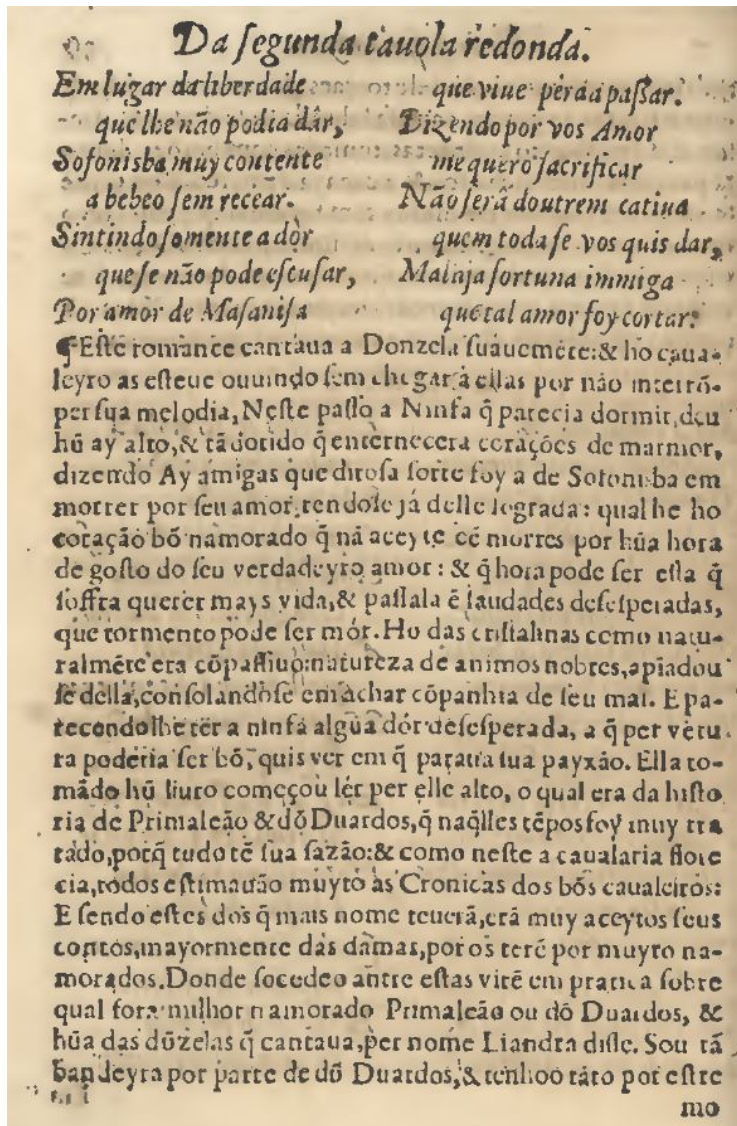 Da ſegunda tauola redonda.
Em lugar da liberdade
que lhe não podia dar,
Sofonisba muy contente
a bebeo ſem recear.
Sintindo ſomente a dor
que ſe não pode eſcuſar,
Por amor de Maſaniſa
que viue pera a paſſar.
Dizendo por vos Amor
me quero ſacrificar
Não ſerâ doutrem catiua
quem toda ſe vos quis dar,
Mal aja fortuna immiga
que tal amor foy cortar:
¶Eſte romance cantaua a Donzela ſuauemẽte: & ho caua-
leyro as eſteue ouuindo ſem chegar à ellas por não interrõ-
per ſua melodia, Neſte paſſo a Ninfa q̃ parecia dormir, deu
hũ ay alto, & tã dorido q̃ enternecera corações de marmor,
dizendo Ay amigas que ditoſa ſorte foy a de Sofonisba em
morrer por ſeu amor, tendoſe já delle lograda: qual he ho
coração bõ namorado q̃ nã aceyte cẽ mortes por hũa hora
de goſto do ſeu verdadeyro amor: & q̃ hora pode ſer eſſa q̃
ſoffra querer mays vida, & paſſala ẽ ſaudades deſeſperadas,
que tormento pode ſer mór. Ho das criſtalinas como natu-
ralmẽte era cõpaſſiuo: natureza de animos nobres, apiadou
ſe della, conſolandoſe em achar cõpanhia de ſeu mal. E pa-
recendolhe ter a ninfa algũa dór deſeſperada, a q̃ per vẽtu-
ra poderia ſer bõ, quis ver em q̃ paraua ſua payxão. Ella to-
mãdo hũ liuro começou lér per elle alto, o qual era da hiſto
ria de Primaleão & dõ Duardos, q̃ naq̃lles tẽpos foy muy tra
tado, porq̃ tudo tẽ ſua ſazão: & como neſte a caualaria flore
cia, todos eſtimauão muyto às Cronicas dos bõs caualeiros:
E ſendo eſtes dos q̃ mais nome teuerã, erã muy aceytos ſeus
contos, mayormente das damas, por os terẽ por muyto na-
morados. Donde ſocedeo antre eſtas virẽ em pratica ſobre
qual fora milhor namorado Primaleão ou dõ Duardos, &
hũa das dõzelas q̃ cantaua, per nome Liandra diſſe. Sou tã
bandeyra por parte de dõ Duardos, & tenhoo tãto por eſtre
mo